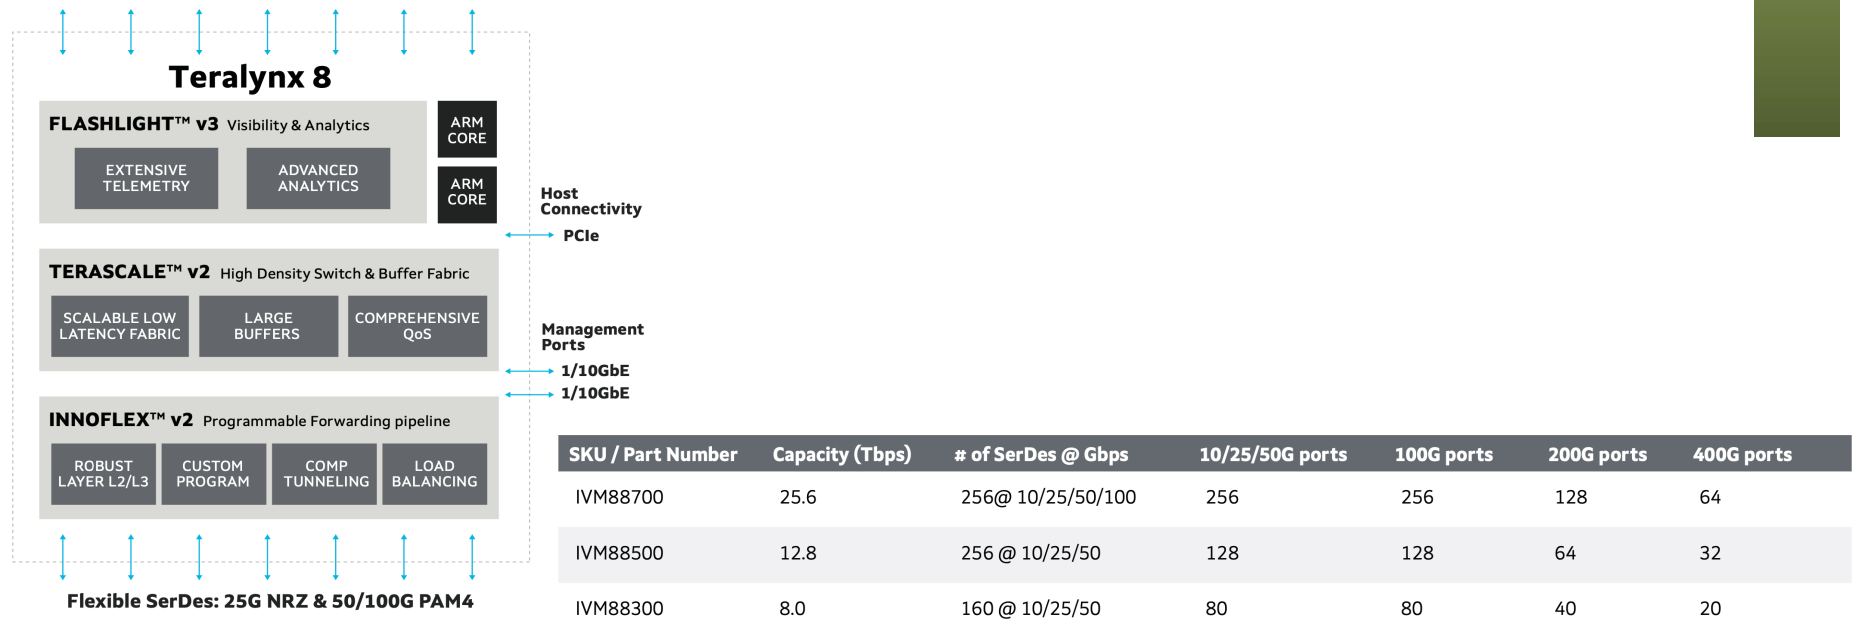 Teralynx 8
FLASHLIGHT™ v3 Visibility & Analytics
EXTENSIVE
TELEMETRY
ADVANCED
ANALYTICS
ARM
CORE
ARM
CORE
Host
Connectivity
PCIe
TERASCALE™ v2 High Density Switch & Buffer Fabric
SCALABLE LOW
LATENCY FABRIC
LARGE
BUFFERS
COMPREHENSIVE
QoS
Management
Ports
1/10GbE
1/10GbE
INNOFLEX™ v2 Programmable Forwarding pipeline
ROBUST
LAYER L2/L3
CUSTOM
PROGRAM
COMP
TUNNELING
LOAD
BALANCING
Flexible SerDes: 25G NRZ & 50/100G PAM4
SKU / Part Number Capacity (Tbps) # of SerDes @ Gbps 10/25/50G ports 100G ports 200G ports 400G ports
IVM88700 25.6 256@ 10/25/50/100 256 256 128 64
IVM88500 12.8 256 @ 10/25/50 128 128 64 32
IVM88300 8.0 160 @ 10/25/50 80 80 40 20